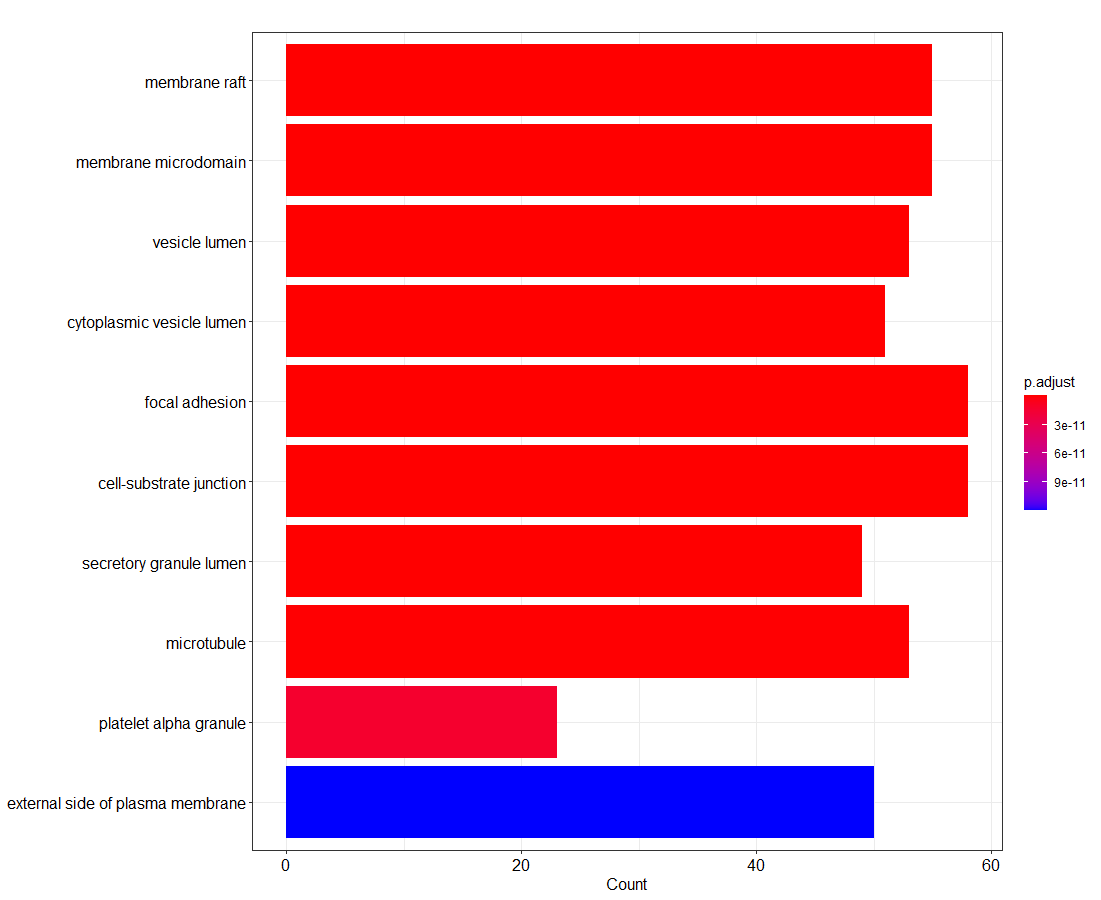 membrane raft
membrane microdomain
vesicle lumen
cytoplasmic vesicle lumen
focal adhesion
cell-substrate junction
secretory granule lumen
microtubule
platelet alpha granule
external side of plasma membrane
0 20 40 60
Count
p.adjust
3e-11
6e-11
9e-11